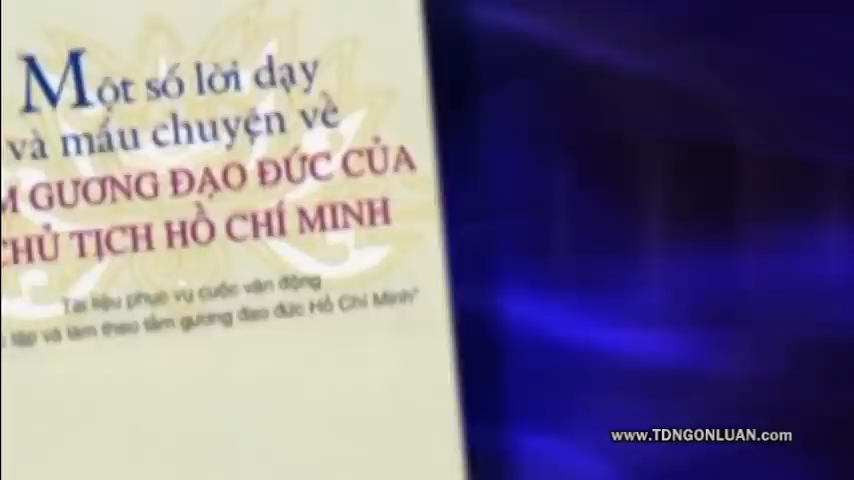 Một số lời dạy
và mẩu chuyện về
M GƯƠNG ĐẠO ĐỨC CỦA
CHỦ TỊCH HỒ CHÍ MINH
Tài liệu phục vụ cuộc vận động
tập và làm theo tấm gương đạo đức Hồ Chí Minh"
www.TDNGONLUAN.com